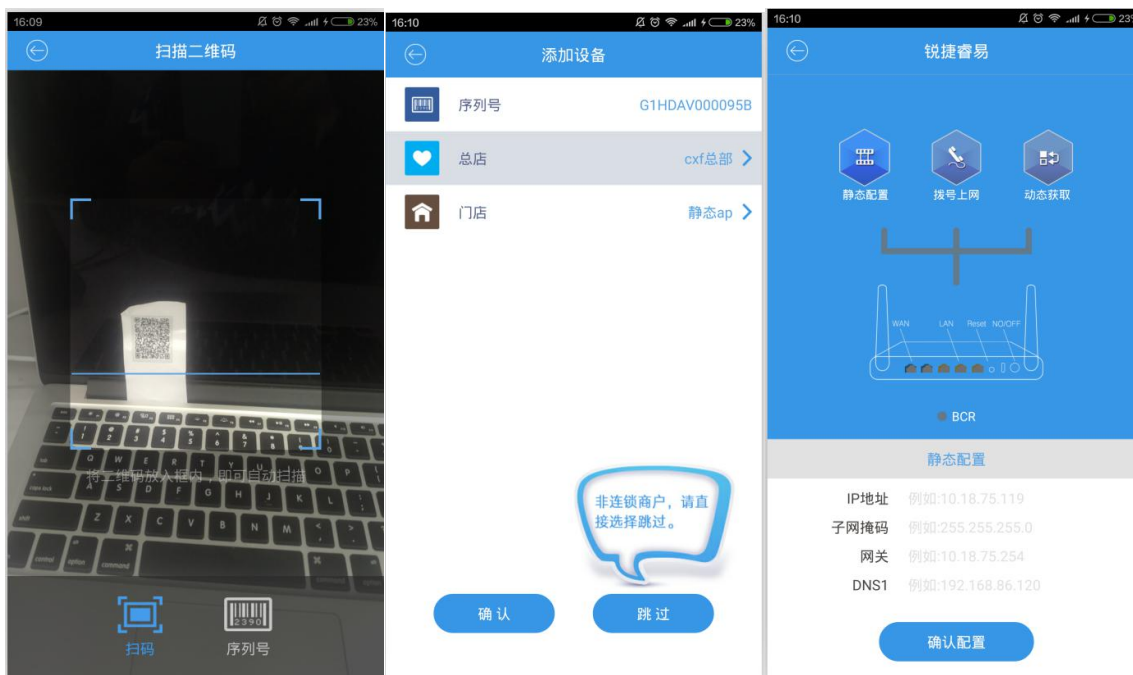 16:09
23%
扫描二维码
将二维码放入框内，即可自动扫描
2390
扫码
序列号
16:10
23%
添加设备
序列号
G1HDAV000095B
总店
cxf总部
门店
静态ap
非连锁商户，请直
接选择跳过。
确认
跳过
16:10
23%
锐捷睿易
静态配置
拨号上网
动态获取
WAN
LAN
Reset
NO/OFF
BCR
静态配置
IP地址
例如:10.18.75.119
子网掩码
例如:255.255.255.0
网关
例如:10.18.75.254
DNS1
例如:192.168.86.120
确认配置